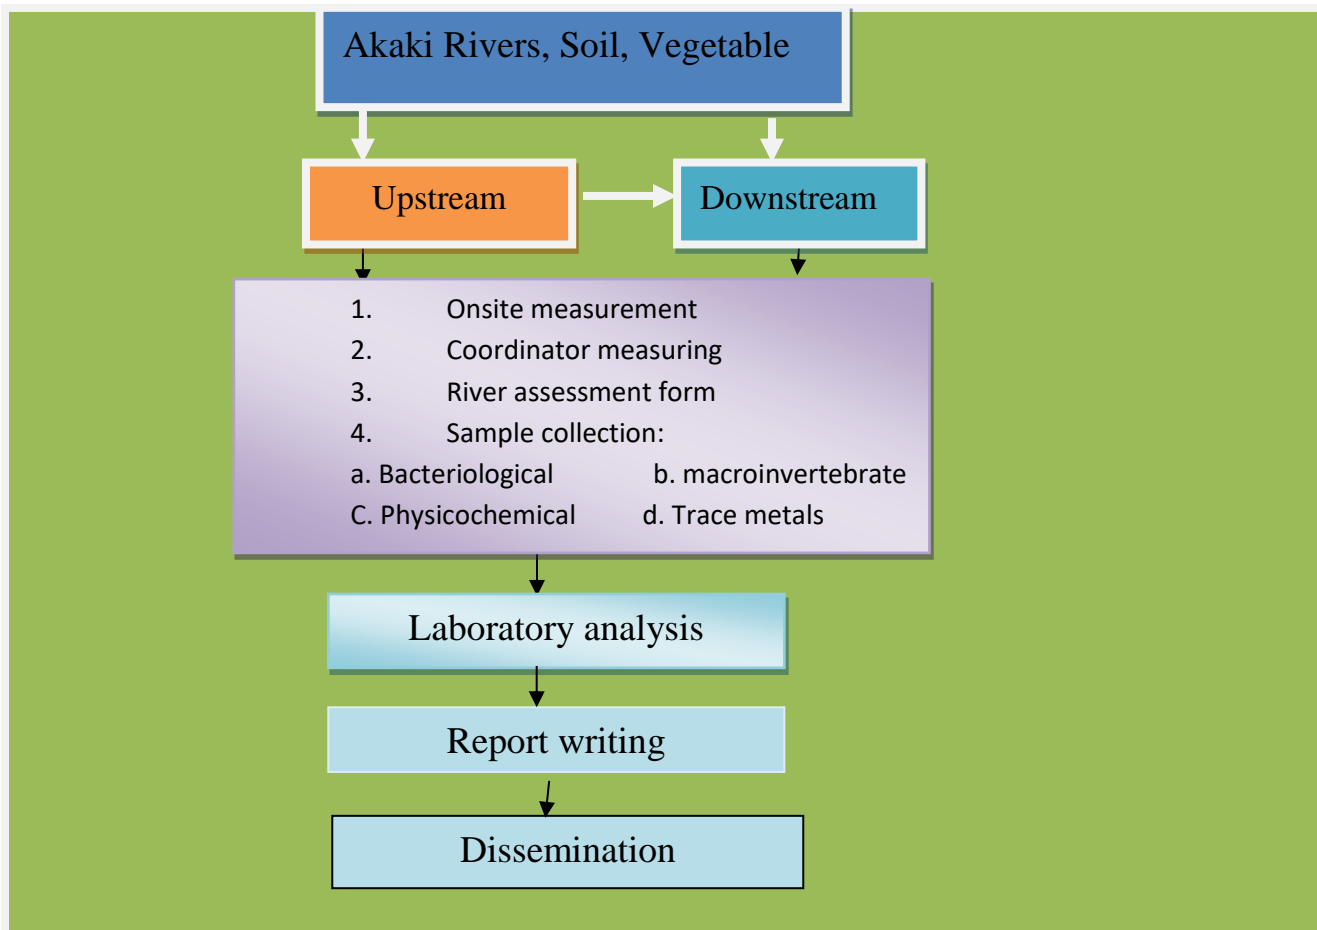 Akaki Rivers, Soil, Vegetable
Upstream
Downstream
1. Onsite measurement
2. Coordinator measuring
3. River assessment form
4. Sample collection:
a. Bacteriological b. macroinvertebrate
C. Physicochemical d. Trace metals
Laboratory analysis
Report writing
Dissemination